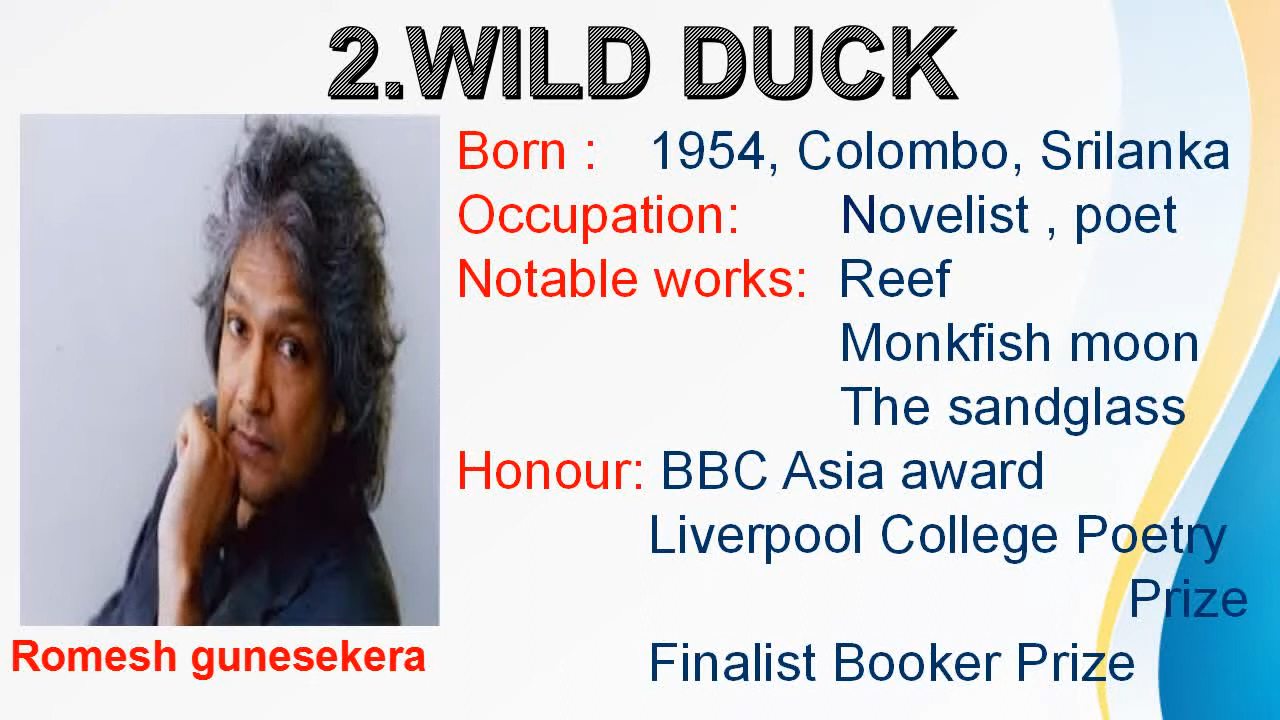 2.WILD DUCK
Born : 1954, Colombo, Srilanka
Occupation: Novelist , poet
Notable works: Reef
Monkfish moon
The sandglass
Honour: BBC Asia award
Liverpool College Poetry
Prize
Finalist Booker Prize
Romesh gunesekera